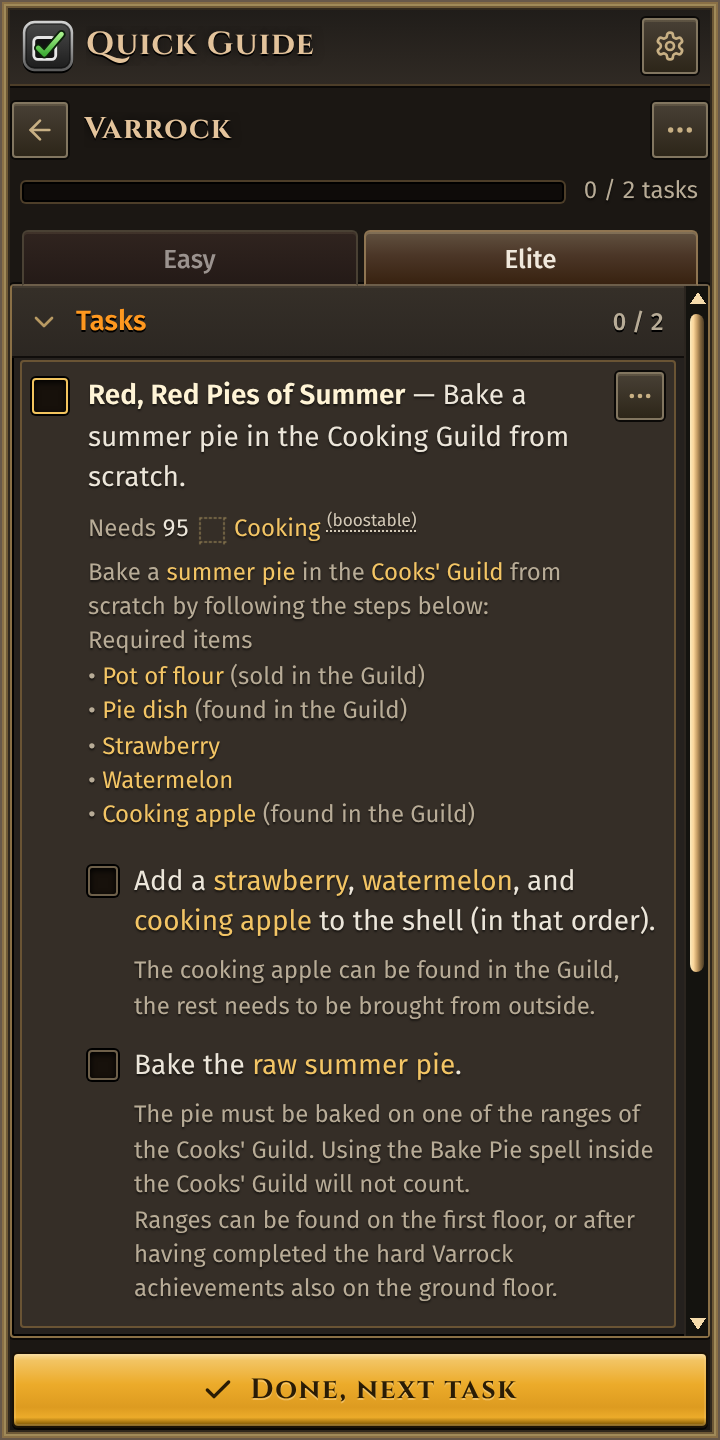 Quick Guide
Varrock
0 / 2 tasks
Easy
Elite
Tasks
0 / 2
Red, Red Pies of Summer — Bake a
summer pie in the Cooking Guild from
scratch.
Needs 95 Cooking (boostable)
Bake a summer pie in the Cooks' Guild from
scratch by following the steps below:
Required items
• Pot of flour (sold in the Guild)
• Pie dish (found in the Guild)
• Strawberry
• Watermelon
• Cooking apple (found in the Guild)
Add a strawberry, watermelon, and
cooking apple to the shell (in that order).
The cooking apple can be found in the Guild,
the rest needs to be brought from outside.
Bake the raw summer pie.
The pie must be baked on one of the ranges of
the Cooks' Guild. Using the Bake Pie spell inside
the Cooks' Guild will not count.
Ranges can be found on the first floor, or after
having completed the hard Varrock
achievements also on the ground floor.
Done, next task